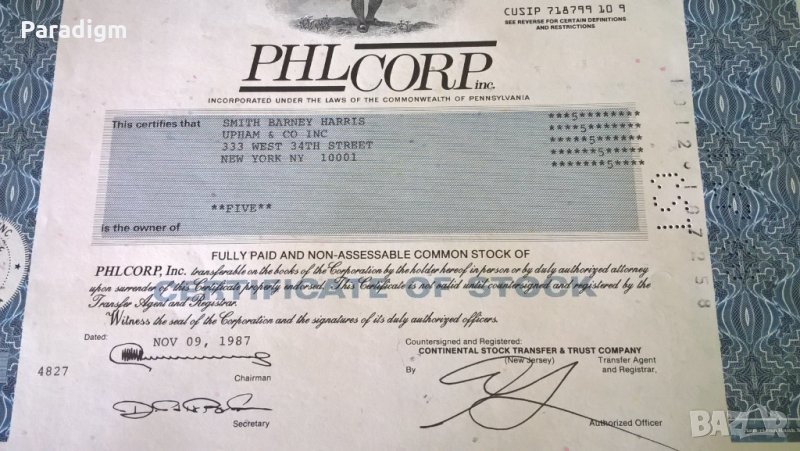 Paradigm
CUSIP 718799 10 9
SEE REVERSE FOR CERTAIN DEFINITIONS
AND RESTRICTIONS
PHLCORP inc.
INCORPORATED UNDER THE LAWS OF THE COMMONWEALTH OF PENNSYLVANIA
This certifies that
SMITH BARNEY HARRIS
UPHAM & CO INC
333 WEST 34TH STREET
NEW YORK NY 10001
***5********
****5*******
*****5******
******5*****
*******5****
**FIVE**
is the owner of
FULLY PAID AND NON-ASSESSABLE COMMON STOCK OF
PHLCORP, Inc. transferable on the books of the Corporation by the holder hereof in person or by duly authorized attorney
upon surrender of this Certificate properly endorsed. This Certificate is not valid until countersigned and registered by the
Transfer Agent and Registrar.
CERTIFICATE OF STOCK
Witness the seal of the Corporation and the signatures of its duly authorized officers.
Dated:
NOV 09, 1987
Countersigned and Registered:
CONTINENTAL STOCK TRANSFER & TRUST COMPANY
(New Jersey)
Transfer Agent
and Registrar,
By
4827
Chairman
Secretary
Authorized Officer
BAZAR